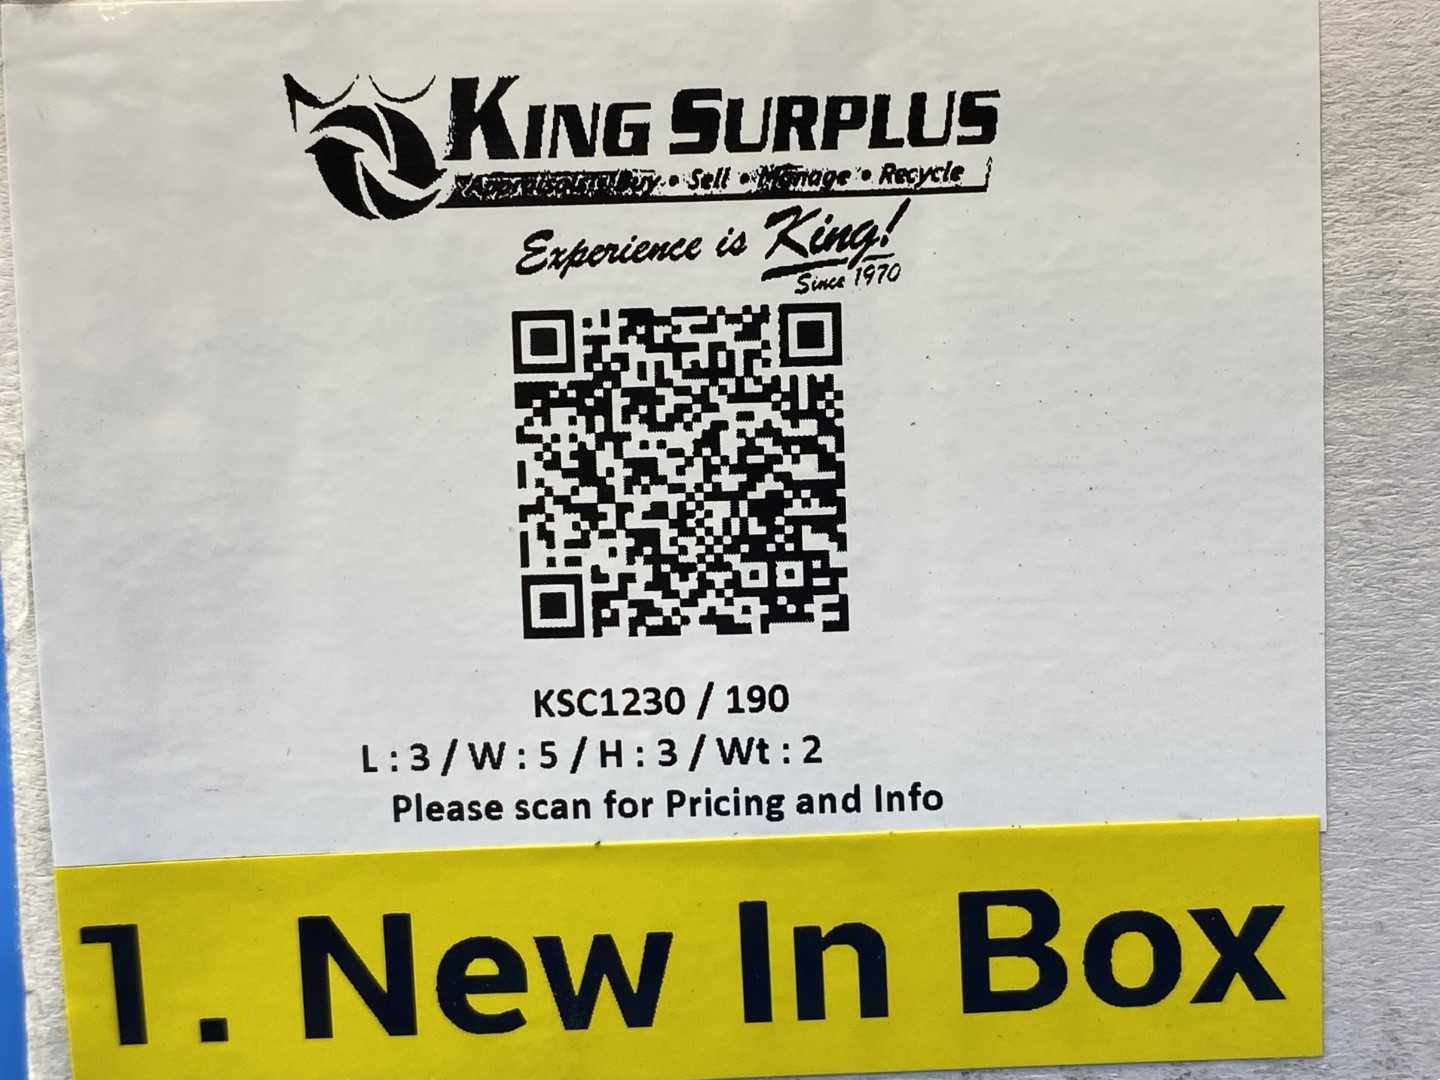 KING SURPLUS
Buy • Sell • Manage • Recycle
Experience is King!
Since 1970
KSC1230 / 190
L : 3 / W : 5 / H : 3 / Wt : 2
Please scan for Pricing and Info
1. New In Box